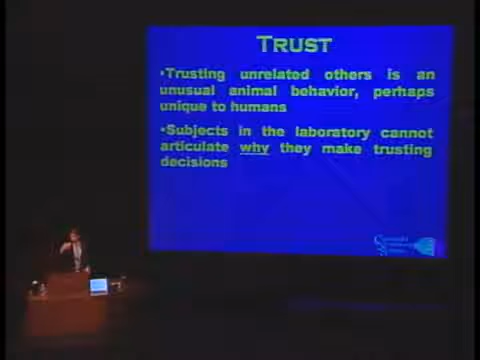 TRUST
•Trusting unrelated others is an
unusual animal behavior, perhaps
unique to humans
•Subjects in the laboratory cannot
articulate why they make trusting
decisions